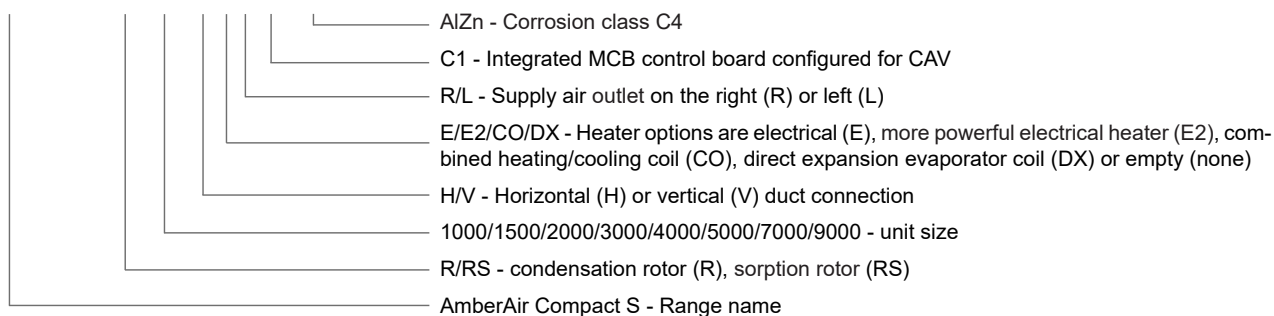 AlZn - Corrosion class C4
C1 - Integrated MCB control board configured for CAV
R/L - Supply air outlet on the right (R) or left (L)
E/E2/CO/DX - Heater options are electrical (E), more powerful electrical heater (E2), com-
bined heating/cooling coil (CO), direct expansion evaporator coil (DX) or empty (none)
H/V - Horizontal (H) or vertical (V) duct connection
1000/1500/2000/3000/4000/5000/7000/9000 - unit size
R/RS - condensation rotor (R), sorption rotor (RS)
AmberAir Compact S - Range name